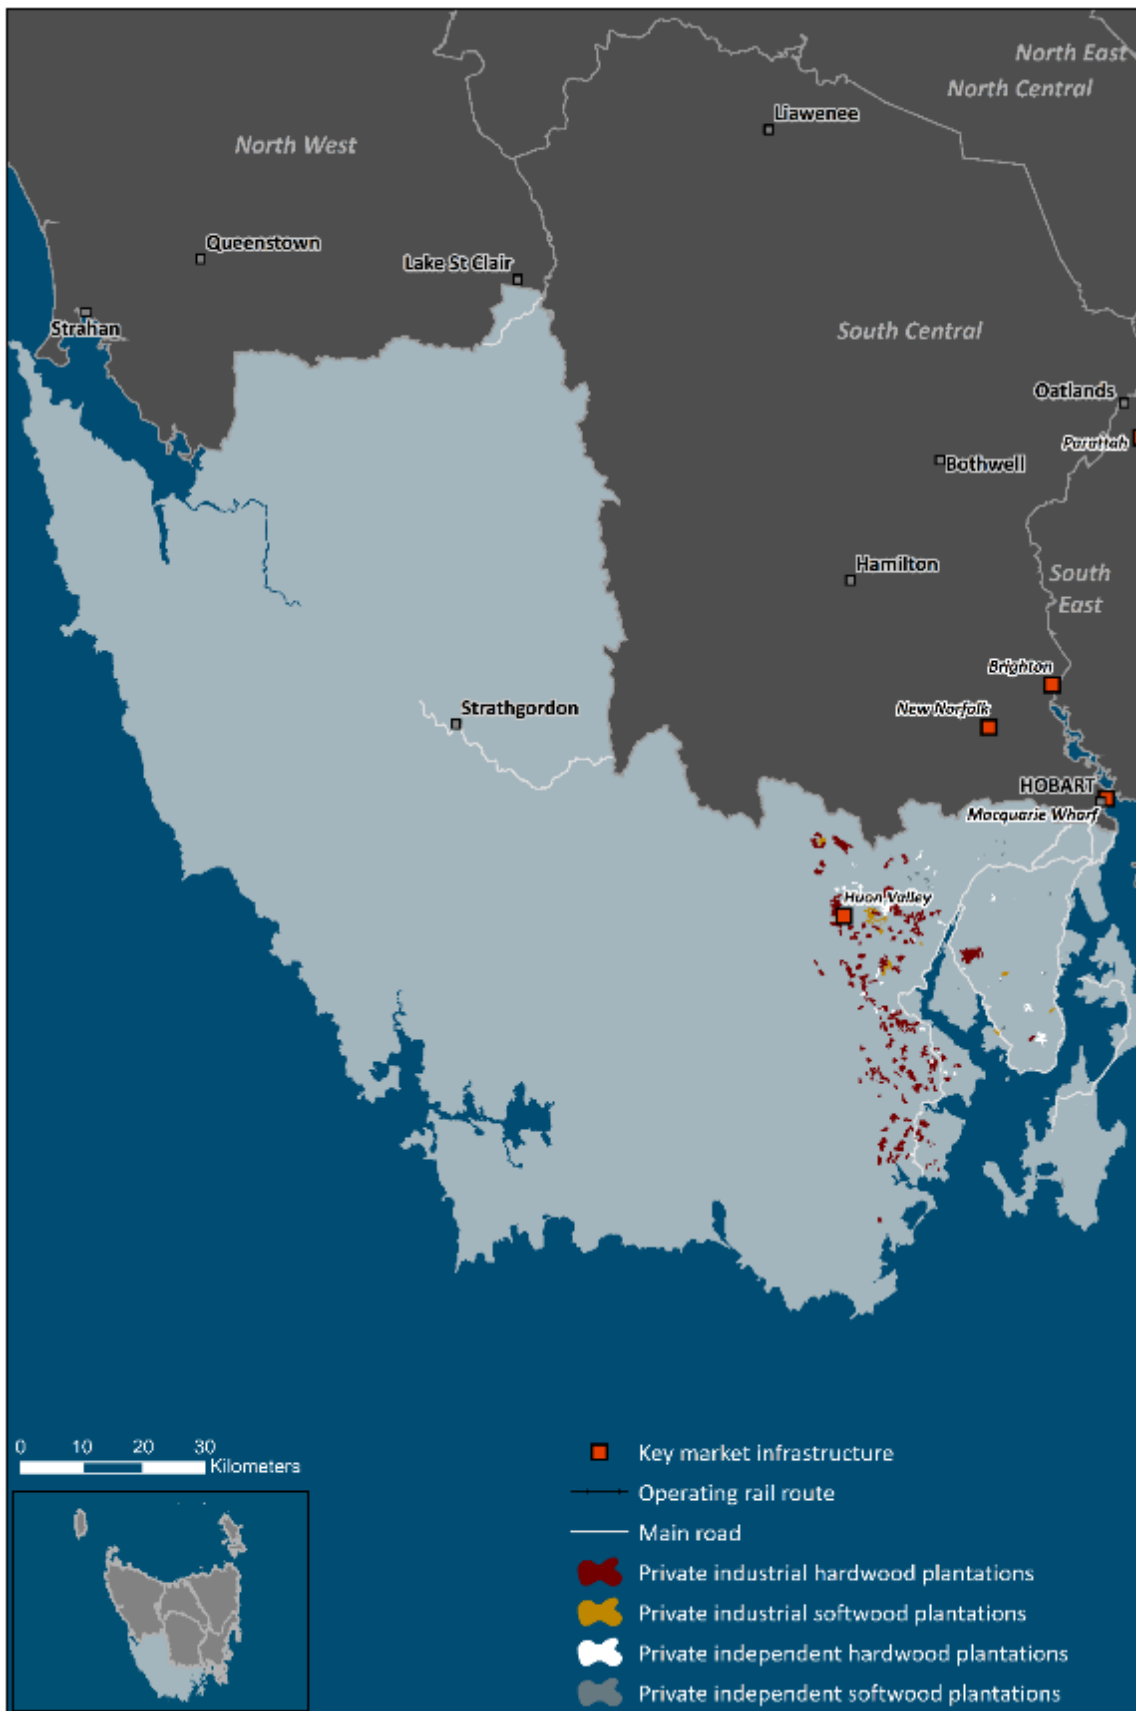 North East
North Central
Liawenee
North West
Queenstown
Lake St Clair
Strahan
South Central
Oatlands
Parattah
Bothwell
Hamilton
South
East
Brighton
Strathgordon
New Norfolk
HOBART
Macquarie Wharf
Huon Valley
0 10 20 30
Kilometers
Key market infrastructure
Operating rail route
Main road
Private industrial hardwood plantations
Private industrial softwood plantations
Private independent hardwood plantations
Private independent softwood plantations